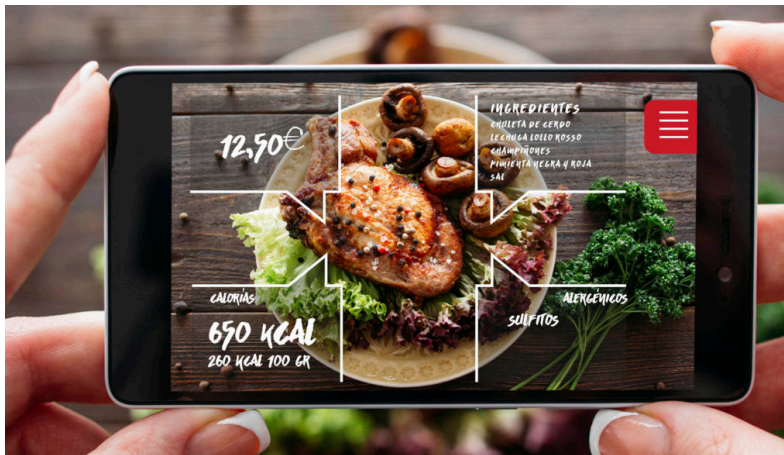 12,50€
INGREDIENTES
CHULETA DE CERDO
LECHUGA LOLLO ROSSO
CHAMPIÑONES
PIMIENTA NEGRA Y ROJA
SAL
CALORÍAS
650 KCAL
260 KCAL 100 GR
ALERGÉNICOS
SULFITOS